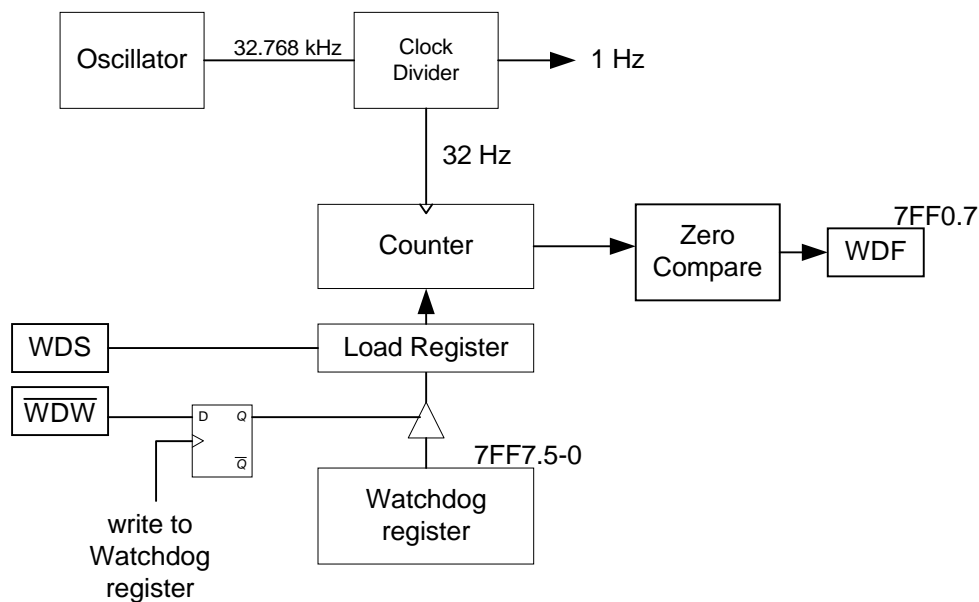 Oscillator
32.768 kHz
Clock
Divider
1 Hz
32 Hz
Counter
Zero
Compare
7FF0.7
WDF
WDS
Load Register
WDW
D
Q
Q
7FF7.5-0
Watchdog
register
write to
Watchdog
register